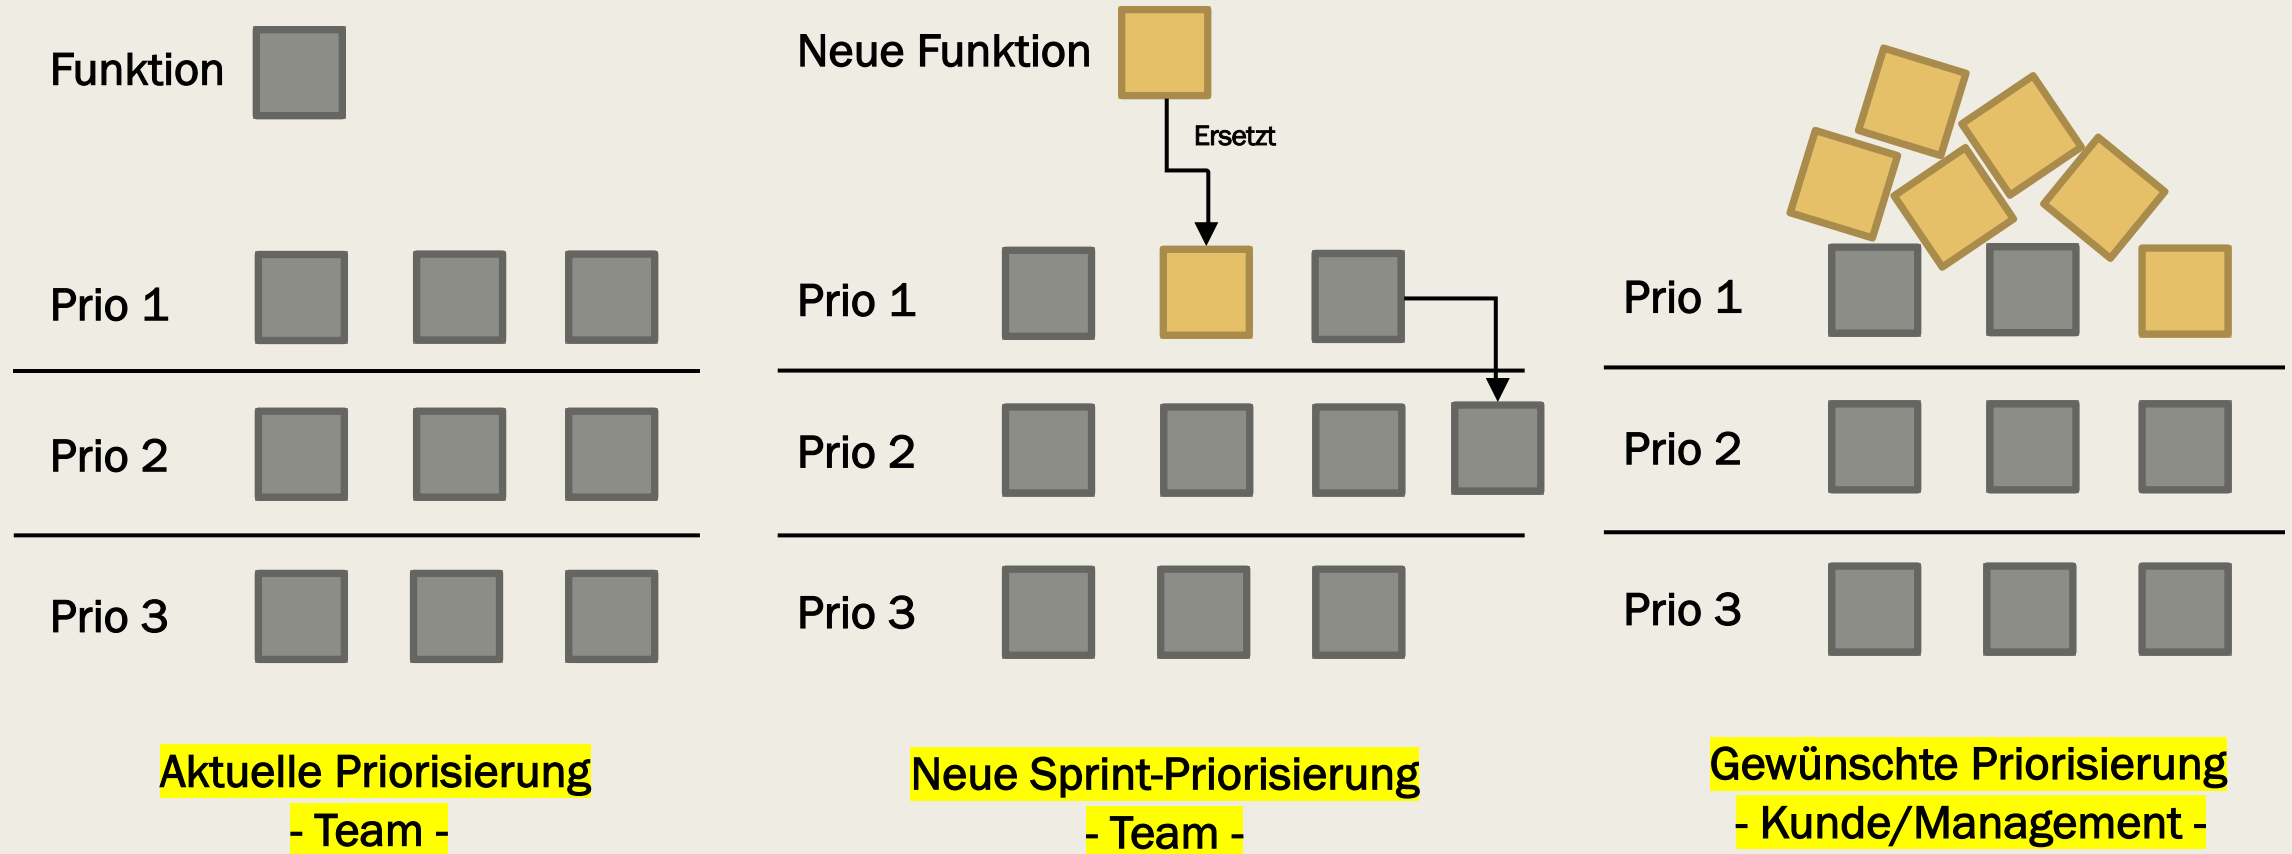 Funktion
Prio 1
Prio 2
Prio 3
Aktuelle Priorisierung
- Team -
Neue Funktion
Ersetzt
Prio 1
Prio 2
Prio 3
Neue Sprint-Priorisierung
- Team -
Prio 1
Prio 2
Prio 3
Gewünschte Priorisierung
- Kunde/Management -